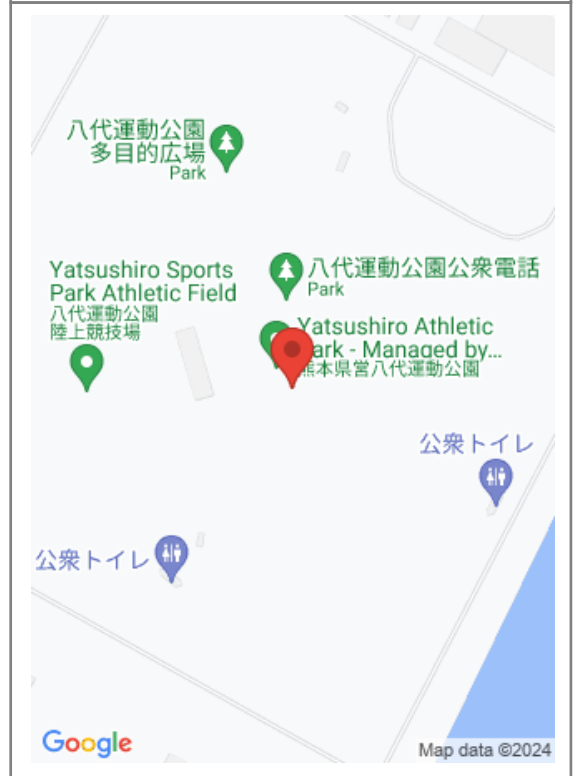 八代運動公園
多目的広場
Park
八代運動公園公衆電話
Park
Yatsushiro Sports
Park Athletic Field
八代運動公園
陸上競技場
Yatsushiro Athletic
Park - Managed by...
熊本県営八代運動公園
公衆トイレ
公衆トイレ
Google
Map data ©2024